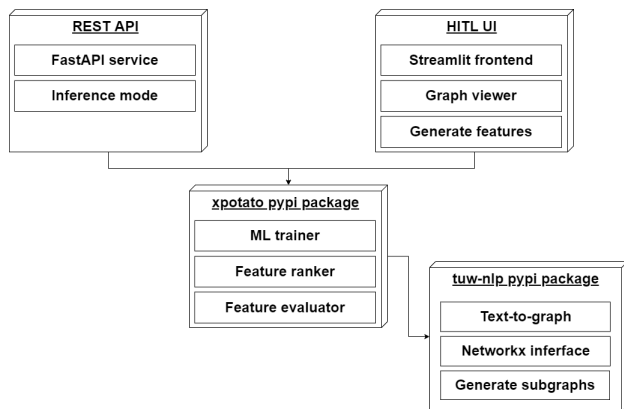 REST API
FastAPI service
Inference mode
HITL UI
Streamlit frontend
Graph viewer
Generate features
xpotato pypi package
ML trainer
Feature ranker
Feature evaluator
tuw-nlp pypi package
Text-to-graph
Networkx inferface
Generate subgraphs